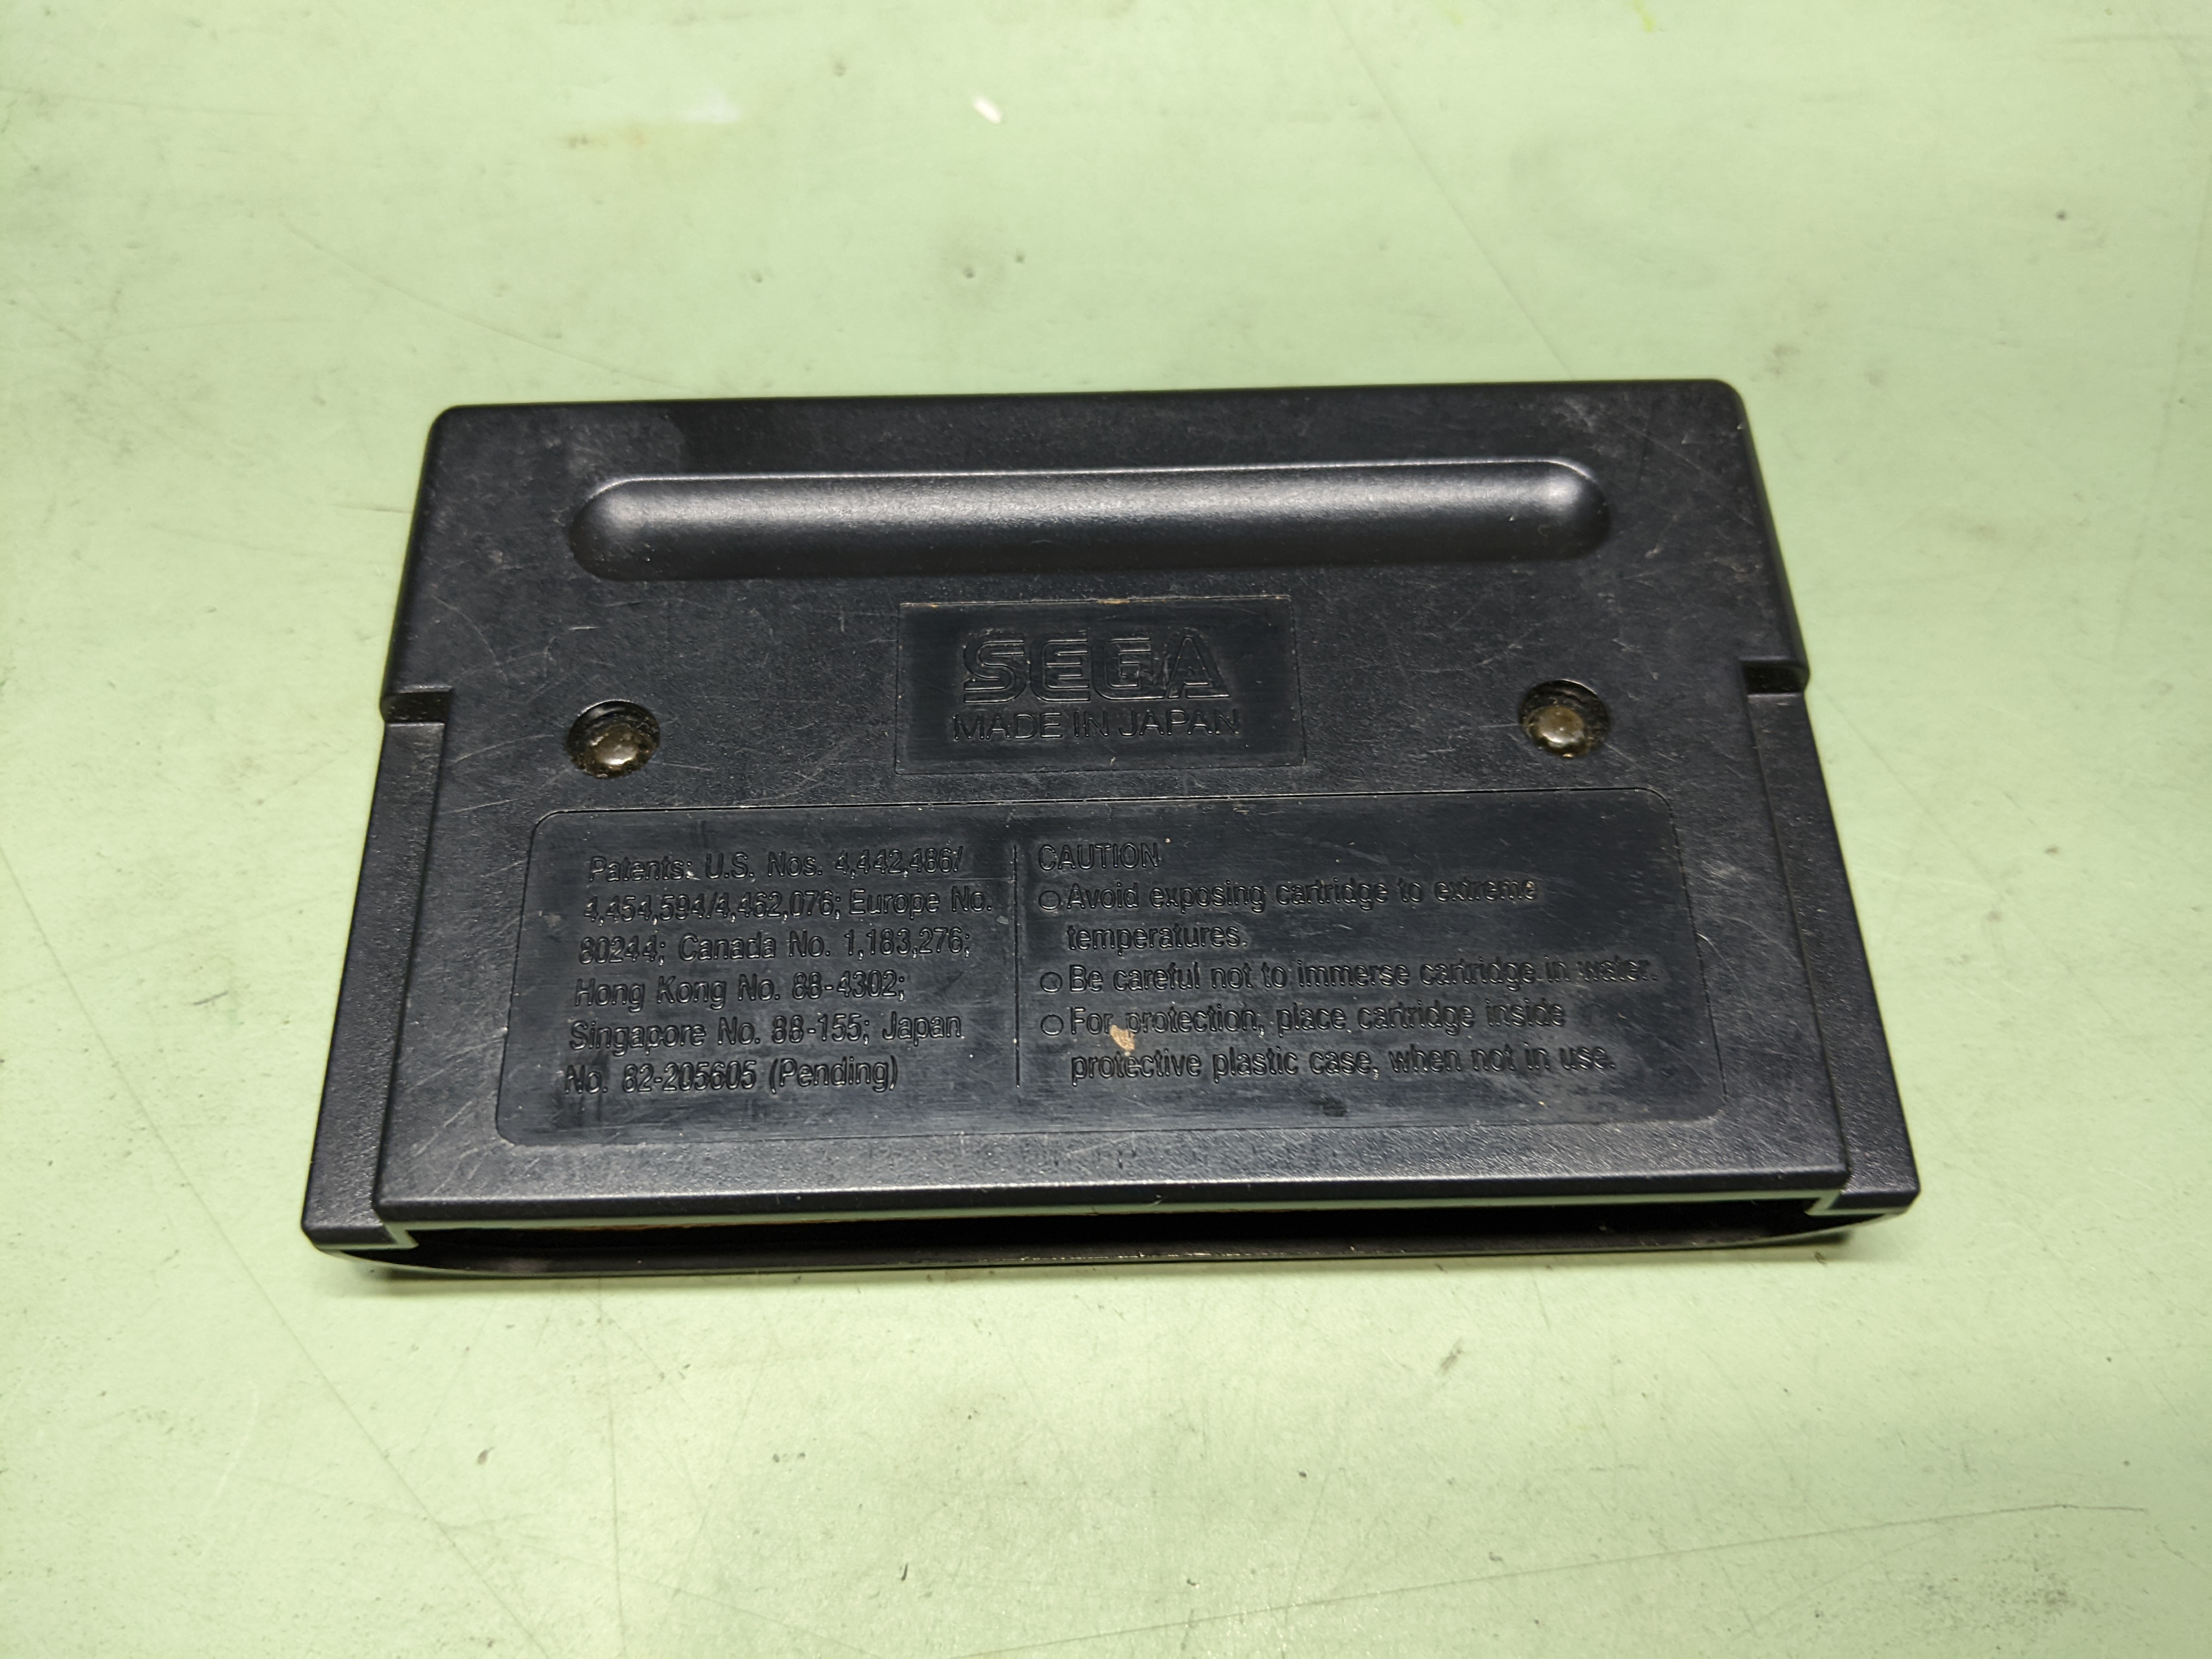 SEGA
MADE IN JAPAN
Patents: U.S. Nos. 4,442,486/
4,454,594/4,462,076; Europe No.
80244; Canada No. 1,183,276;
Hong Kong No. 88-4302;
Singapore No. 88-155; Japan
No. 82-205605 (Pending)
CAUTION
○ Avoid exposing cartridge to extreme
temperatures.
○ Be careful not to immerse cartridge in water.
○ For protection, place cartridge inside
protective plastic case, when not in use.